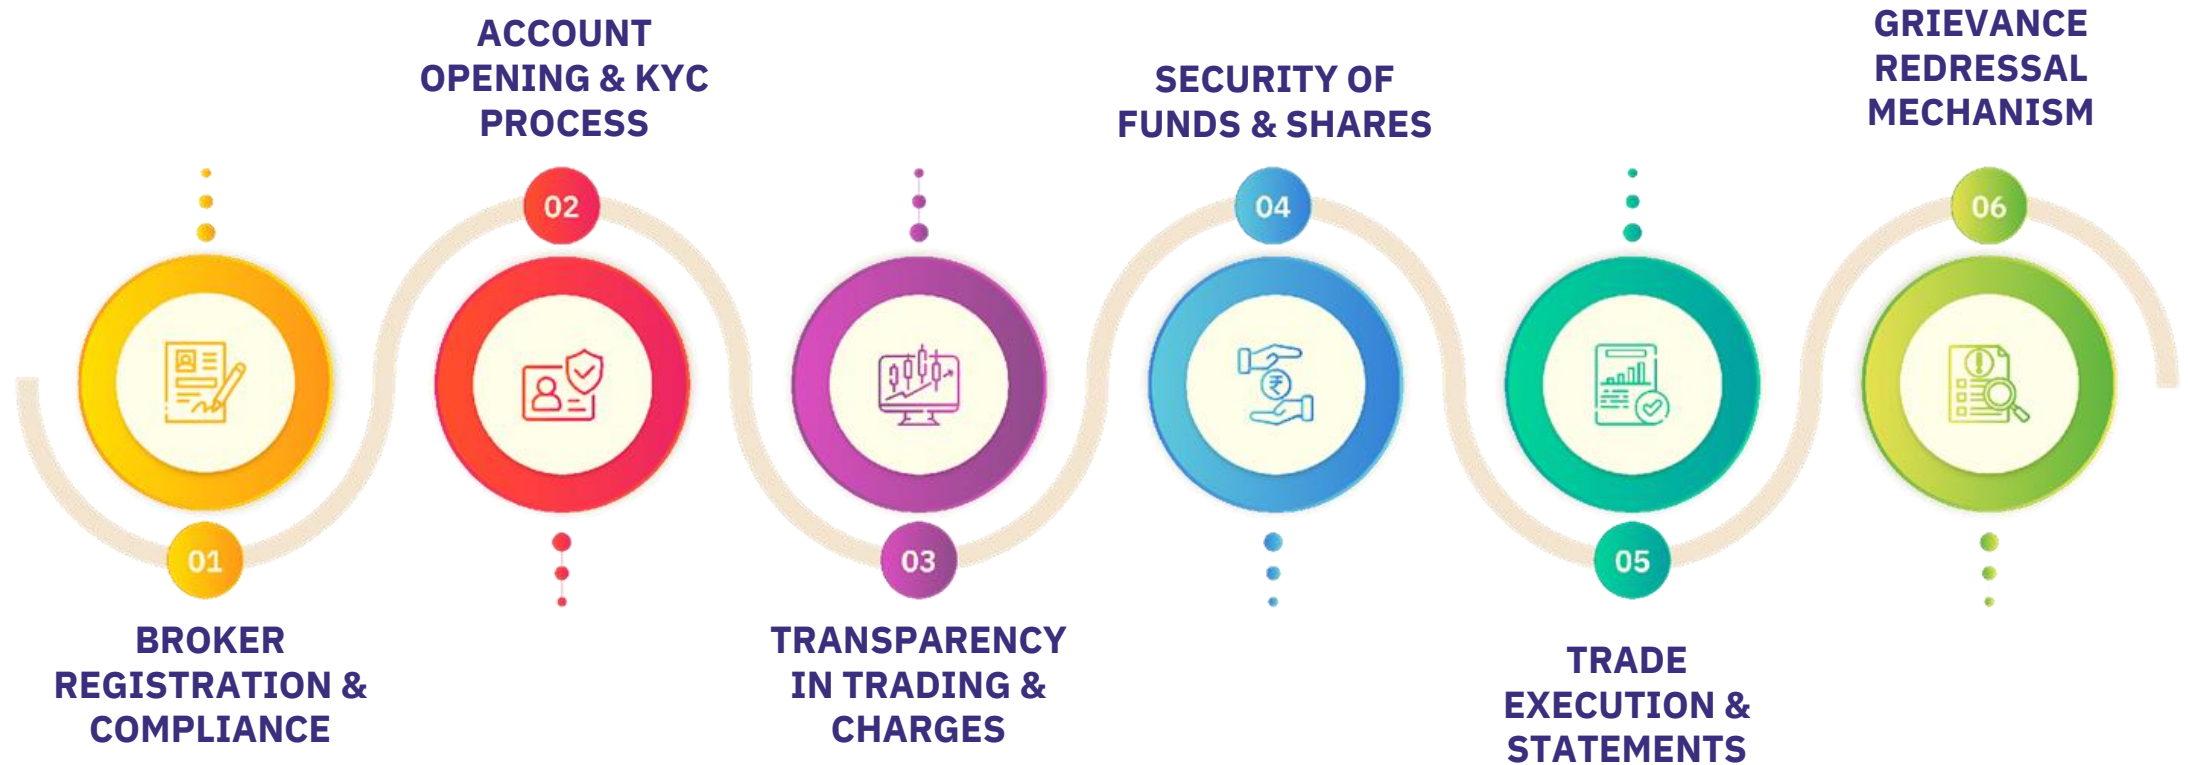 01
BROKER
REGISTRATION &
COMPLIANCE
ACCOUNT
OPENING & KYC
PROCESS
02
03
TRANSPARENCY
IN TRADING &
CHARGES
SECURITY OF
FUNDS & SHARES
04
₹
05
TRADE
EXECUTION &
STATEMENTS
GRIEVANCE
REDRESSAL
MECHANISM
06